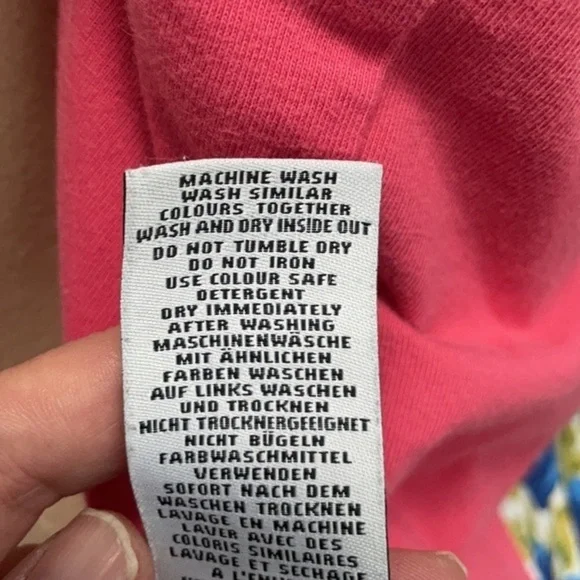 MACHINE WASH
WASH SIMILAR
COLOURS TOGETHER
WASH AND DRY INSIDE OUT
DO NOT TUMBLE DRY
DO NOT IRON
USE COLOUR SAFE
DETERGENT
DRY IMMEDIATELY
AFTER WASHING
MASCHINENWÄSCHE
MIT ÄHNLICHEN
FARBEN WASCHEN
AUF LINKS WASCHEN
UND TROCKNEN
NICHT TROCKNERGEEIGNET
NICHT BÜGELN
FARBWASCHMITTEL
VERWENDEN
SOFORT NACH DEM
WASCHEN TROCKNEN
LAVAGE EN MACHINE
LAVER AVEC DES
COLORIS SIMILAIRES
LAVAGE ET SECHAGE